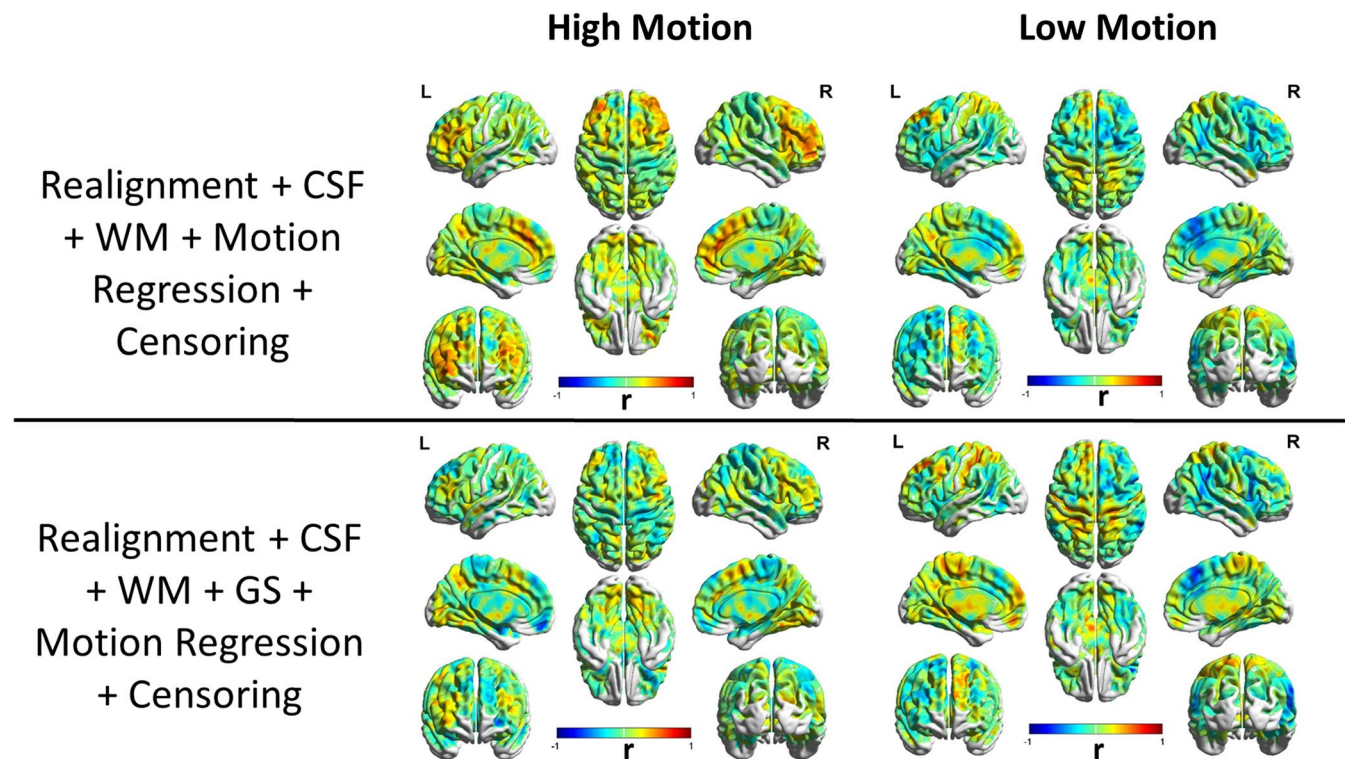 High Motion Low Motion
L R L R
Realignment + CSF
+ WM + Motion
Regression +
Censoring
-1 r 1 -1 r 1
L R L R
Realignment + CSF
+ WM + GS +
Motion Regression
+ Censoring
-1 r 1 -1 r 1